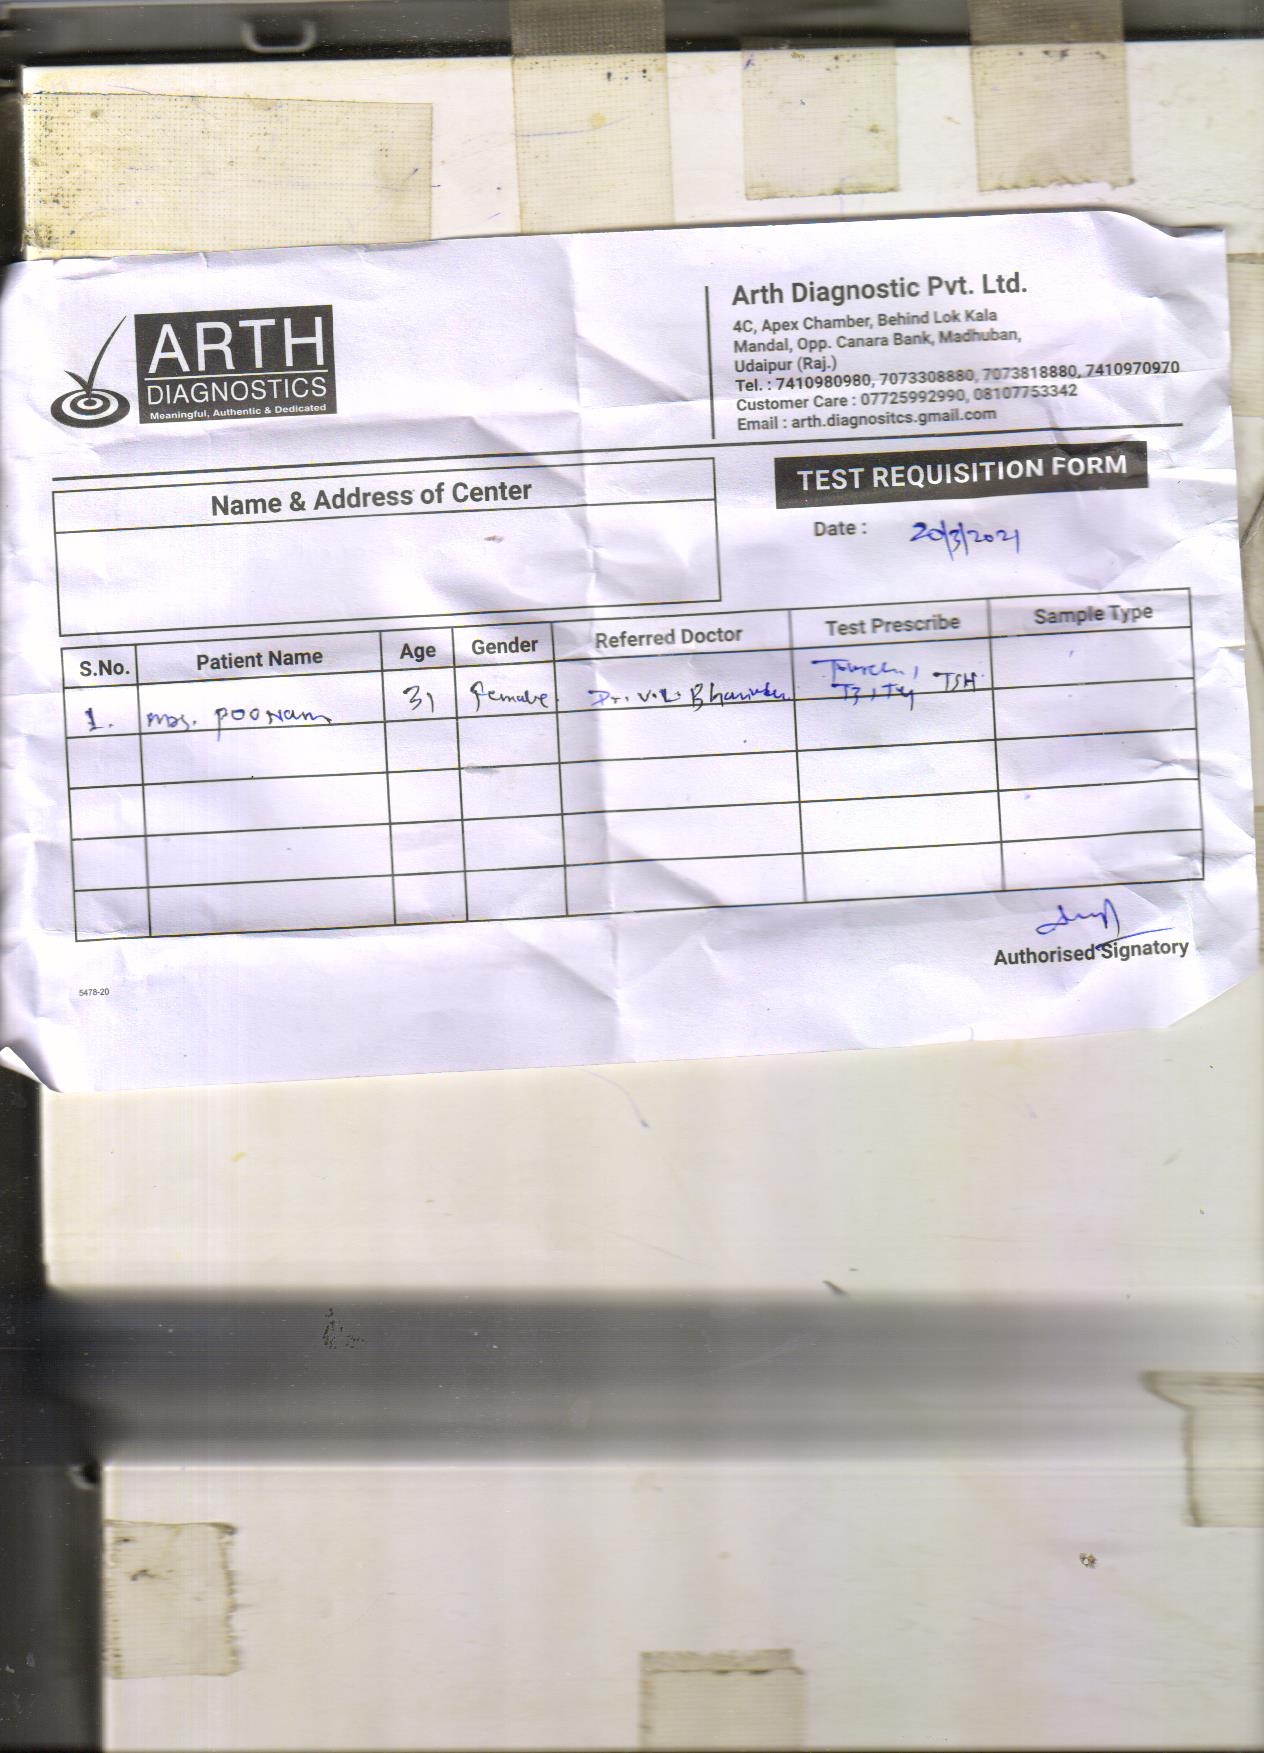 ARTH
DIAGNOSTICS
Meaningful, Authentic & Dedicated
Arth Diagnostic Pvt. Ltd.
4C, Apex Chamber, Behind Lok Kala
Mandal, Opp. Canara Bank, Madhuban,
Udaipur (Raj.)
Tel. : 7410980980, 7073308880, 7073818880, 7410970970
Customer Care : 07725992990, 08107753342
Email : arth.diagnositcs.gmail.com
Name & Address of Center
TEST REQUISITION FORM
Date : 20/3/2021
S.No. Patient Name Age Gender Referred Doctor Test Prescribe Sample Type
1. Mrs. Poonam 31 Female Dr. V.L.
T3, T4 TSH
Authorised Signatory
5478-20